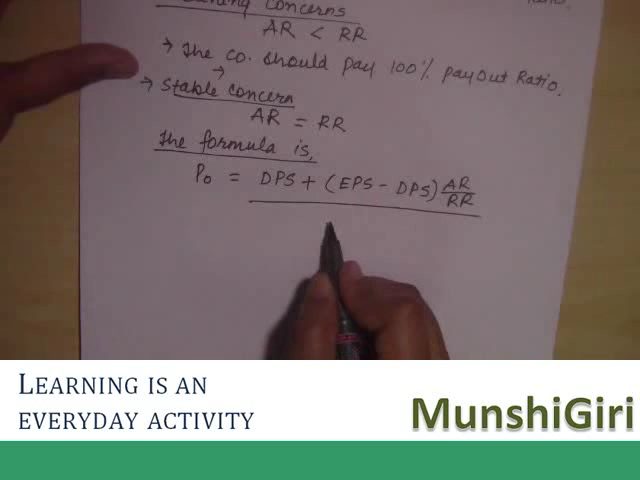 Concerns
AR < RR
→ The co. should pay 100% payout Ratio.
→ Stable concern →
AR = RR
The formula is,
P₀ = DPS + (EPS - DPS) AR/RR
LEARNING IS AN
EVERYDAY ACTIVITY
MunshiGiri